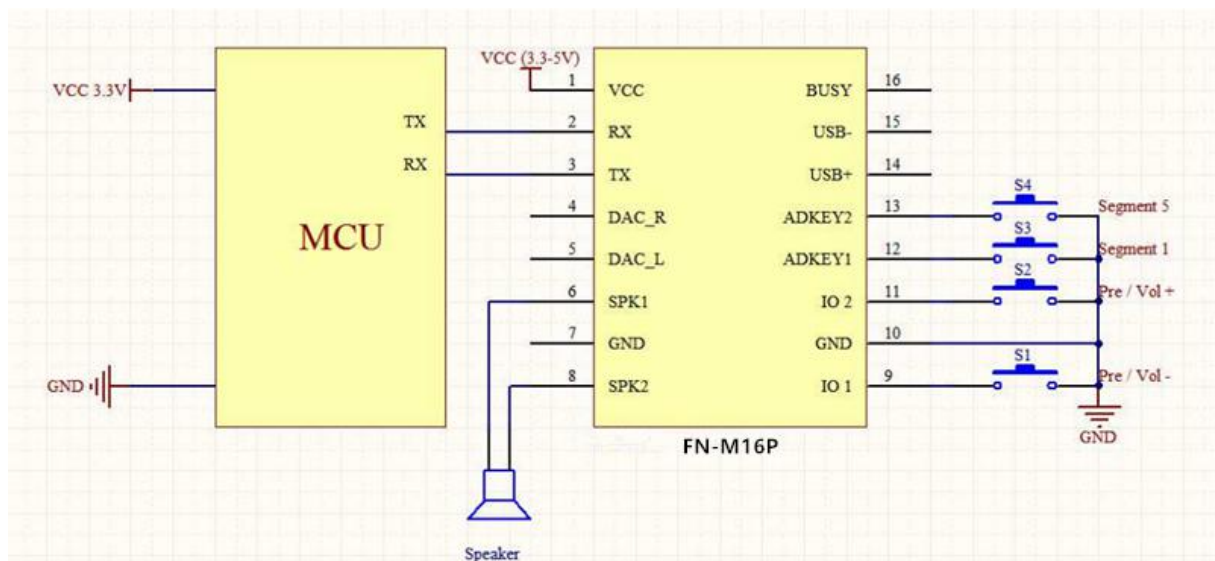 VCC 3.3V
GND
MCU
TX
RX
VCC (3.3-5V)
1 VCC
2 RX
3 TX
4 DAC_R
5 DAC_L
6 SPK1
7 GND
8 SPK2
BUSY 16
USB- 15
USB+ 14
ADKEY2 13
ADKEY1 12
IO 2 11
GND 10
IO 1 9
S4
Segment 5
S3
Segment 1
S2
Pre / Vol +
S1
Pre / Vol -
GND
FN-M16P
Speaker